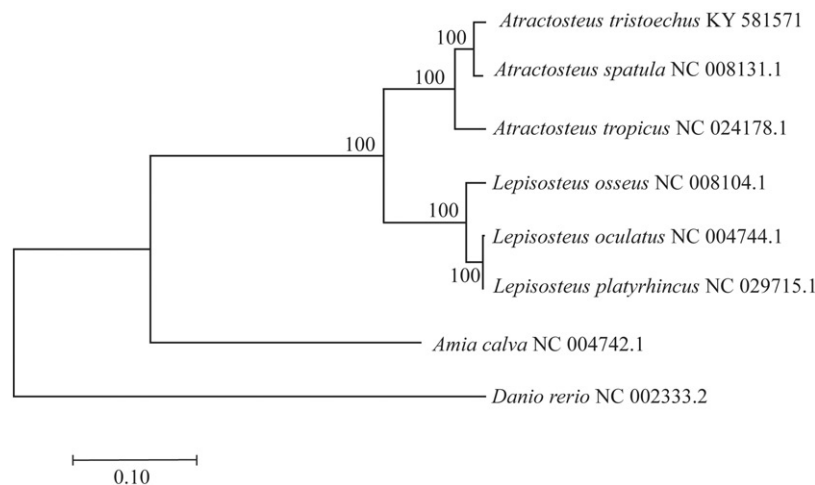 Atractosteus tristoechus KY 581571
100
Atractosteus spatula NC 008131.1
100
Atractosteus tropicus NC 024178.1
100
Lepisosteus osseus NC 008104.1
100
Lepisosteus oculatus NC 004744.1
100
Lepisosteus platyrhincus NC 029715.1
Amia calva NC 004742.1
Danio rerio NC 002333.2
0.10